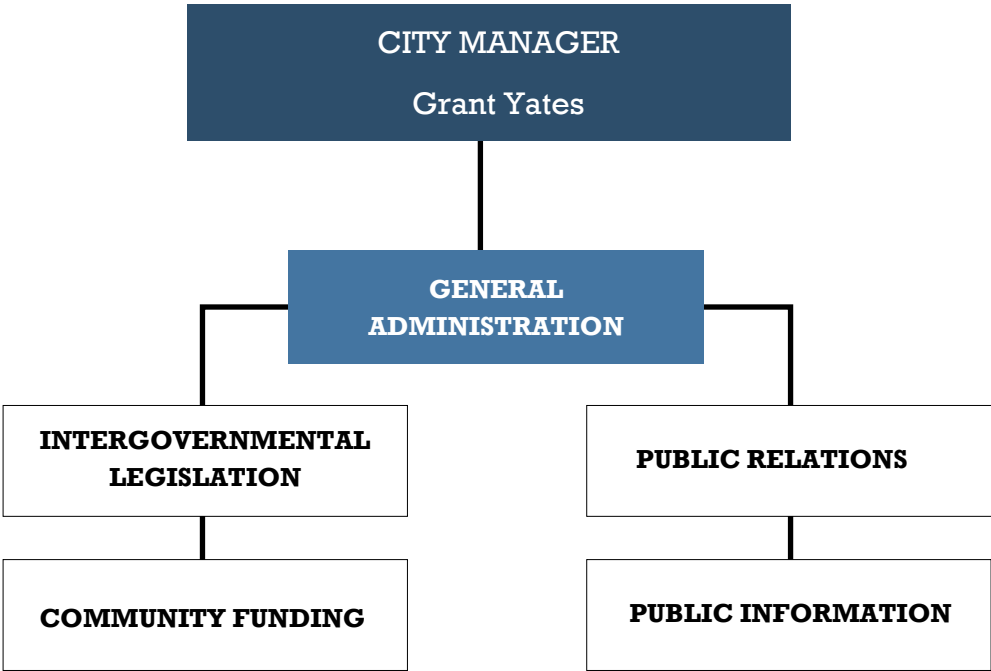 CITY MANAGER
Grant Yates
GENERAL
ADMINISTRATION
INTERGOVERNMENTAL
LEGISLATION
PUBLIC RELATIONS
COMMUNITY FUNDING
PUBLIC INFORMATION